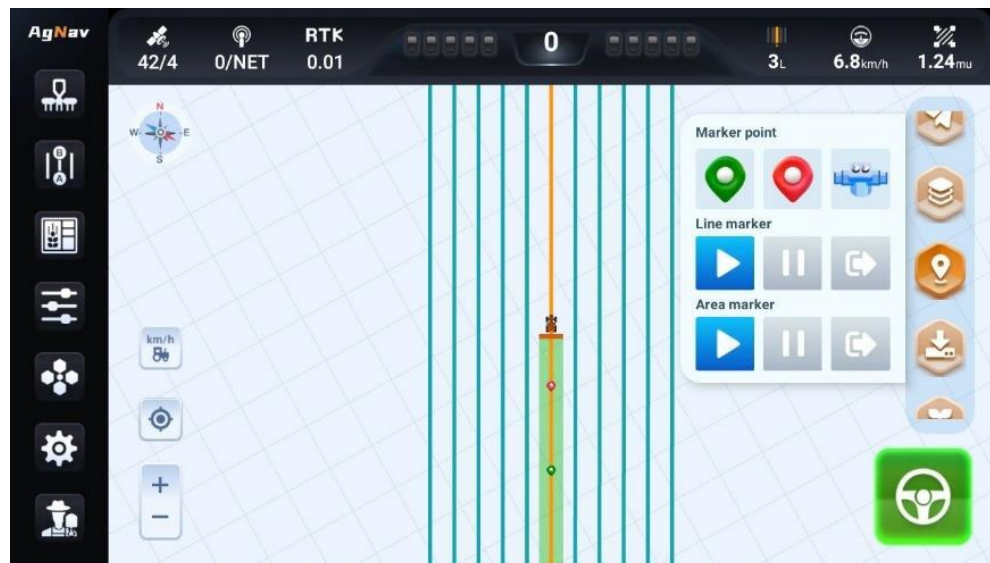 AgNav
42/4
0/NET
RTK
0.01
0
3L
6.8km/h
1.24mu
N
W
E
S
B
A
km/h
+
−
Marker point
Line marker
Area marker